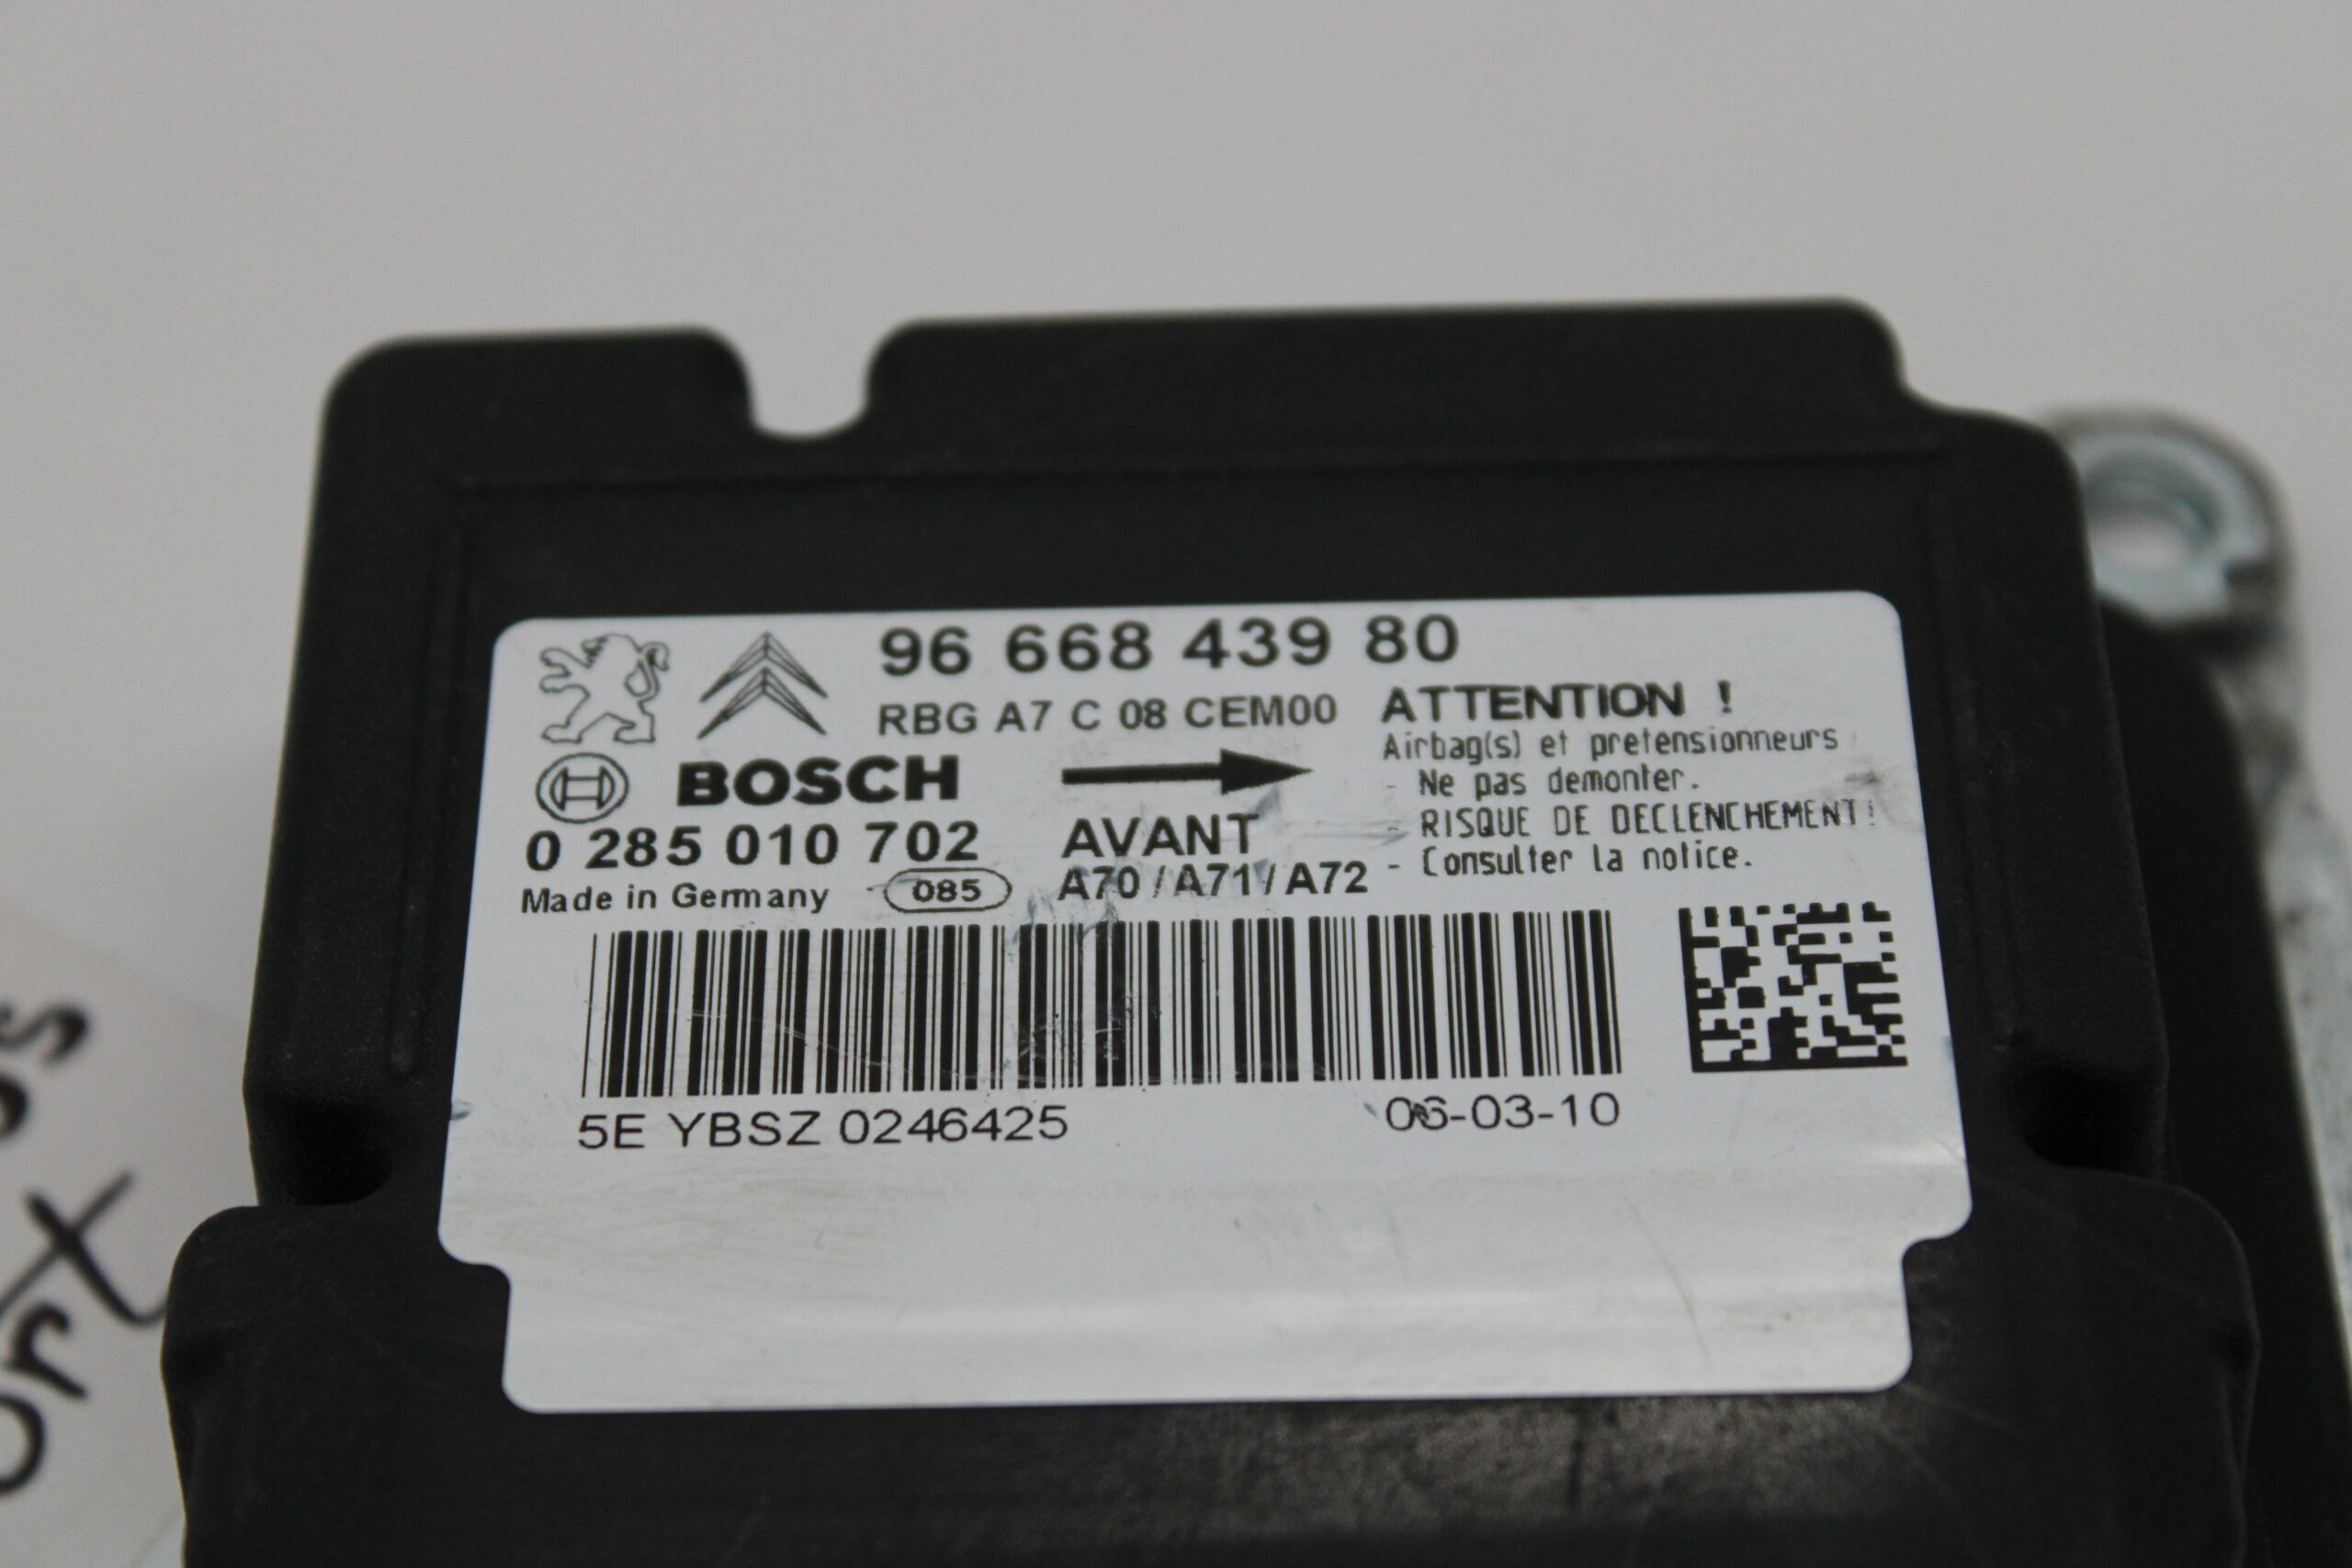 96 668 439 80
RBG A7 C 08 CEM00
BOSCH
0 285 010 702
Made in Germany 085
AVANT
A70 / A71 / A72
ATTENTION !
Airbag(s) et pretensionneurs
- Ne pas demonter.
- RISQUE DE DECLENCHEMENT!
- Consulter la notice.
5E YBSZ 0246425
06-03-10